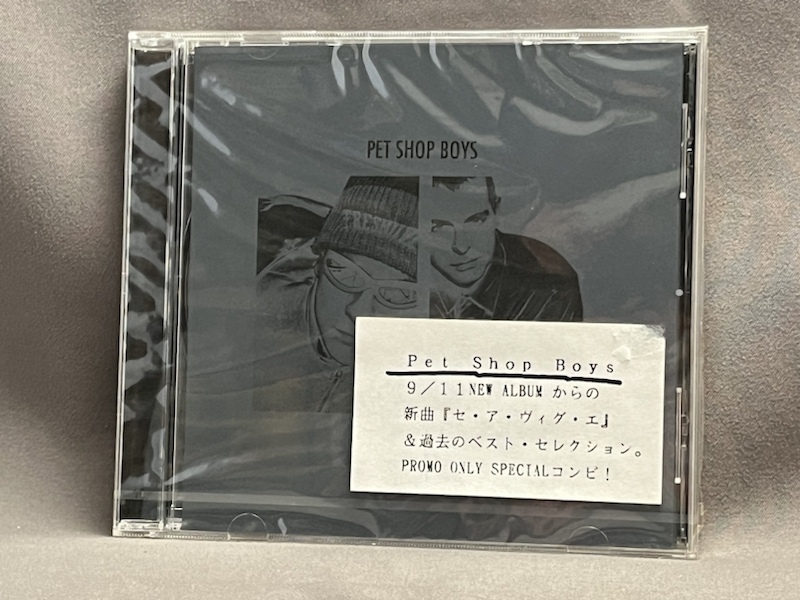 PET SHOP BOYS
Pet Shop Boys
9/11NEW ALBUM からの
新曲『セ・ア・ヴィグ・エ』
&過去のベスト・セレクション。
PROMO ONLY SPECIALコンピ!